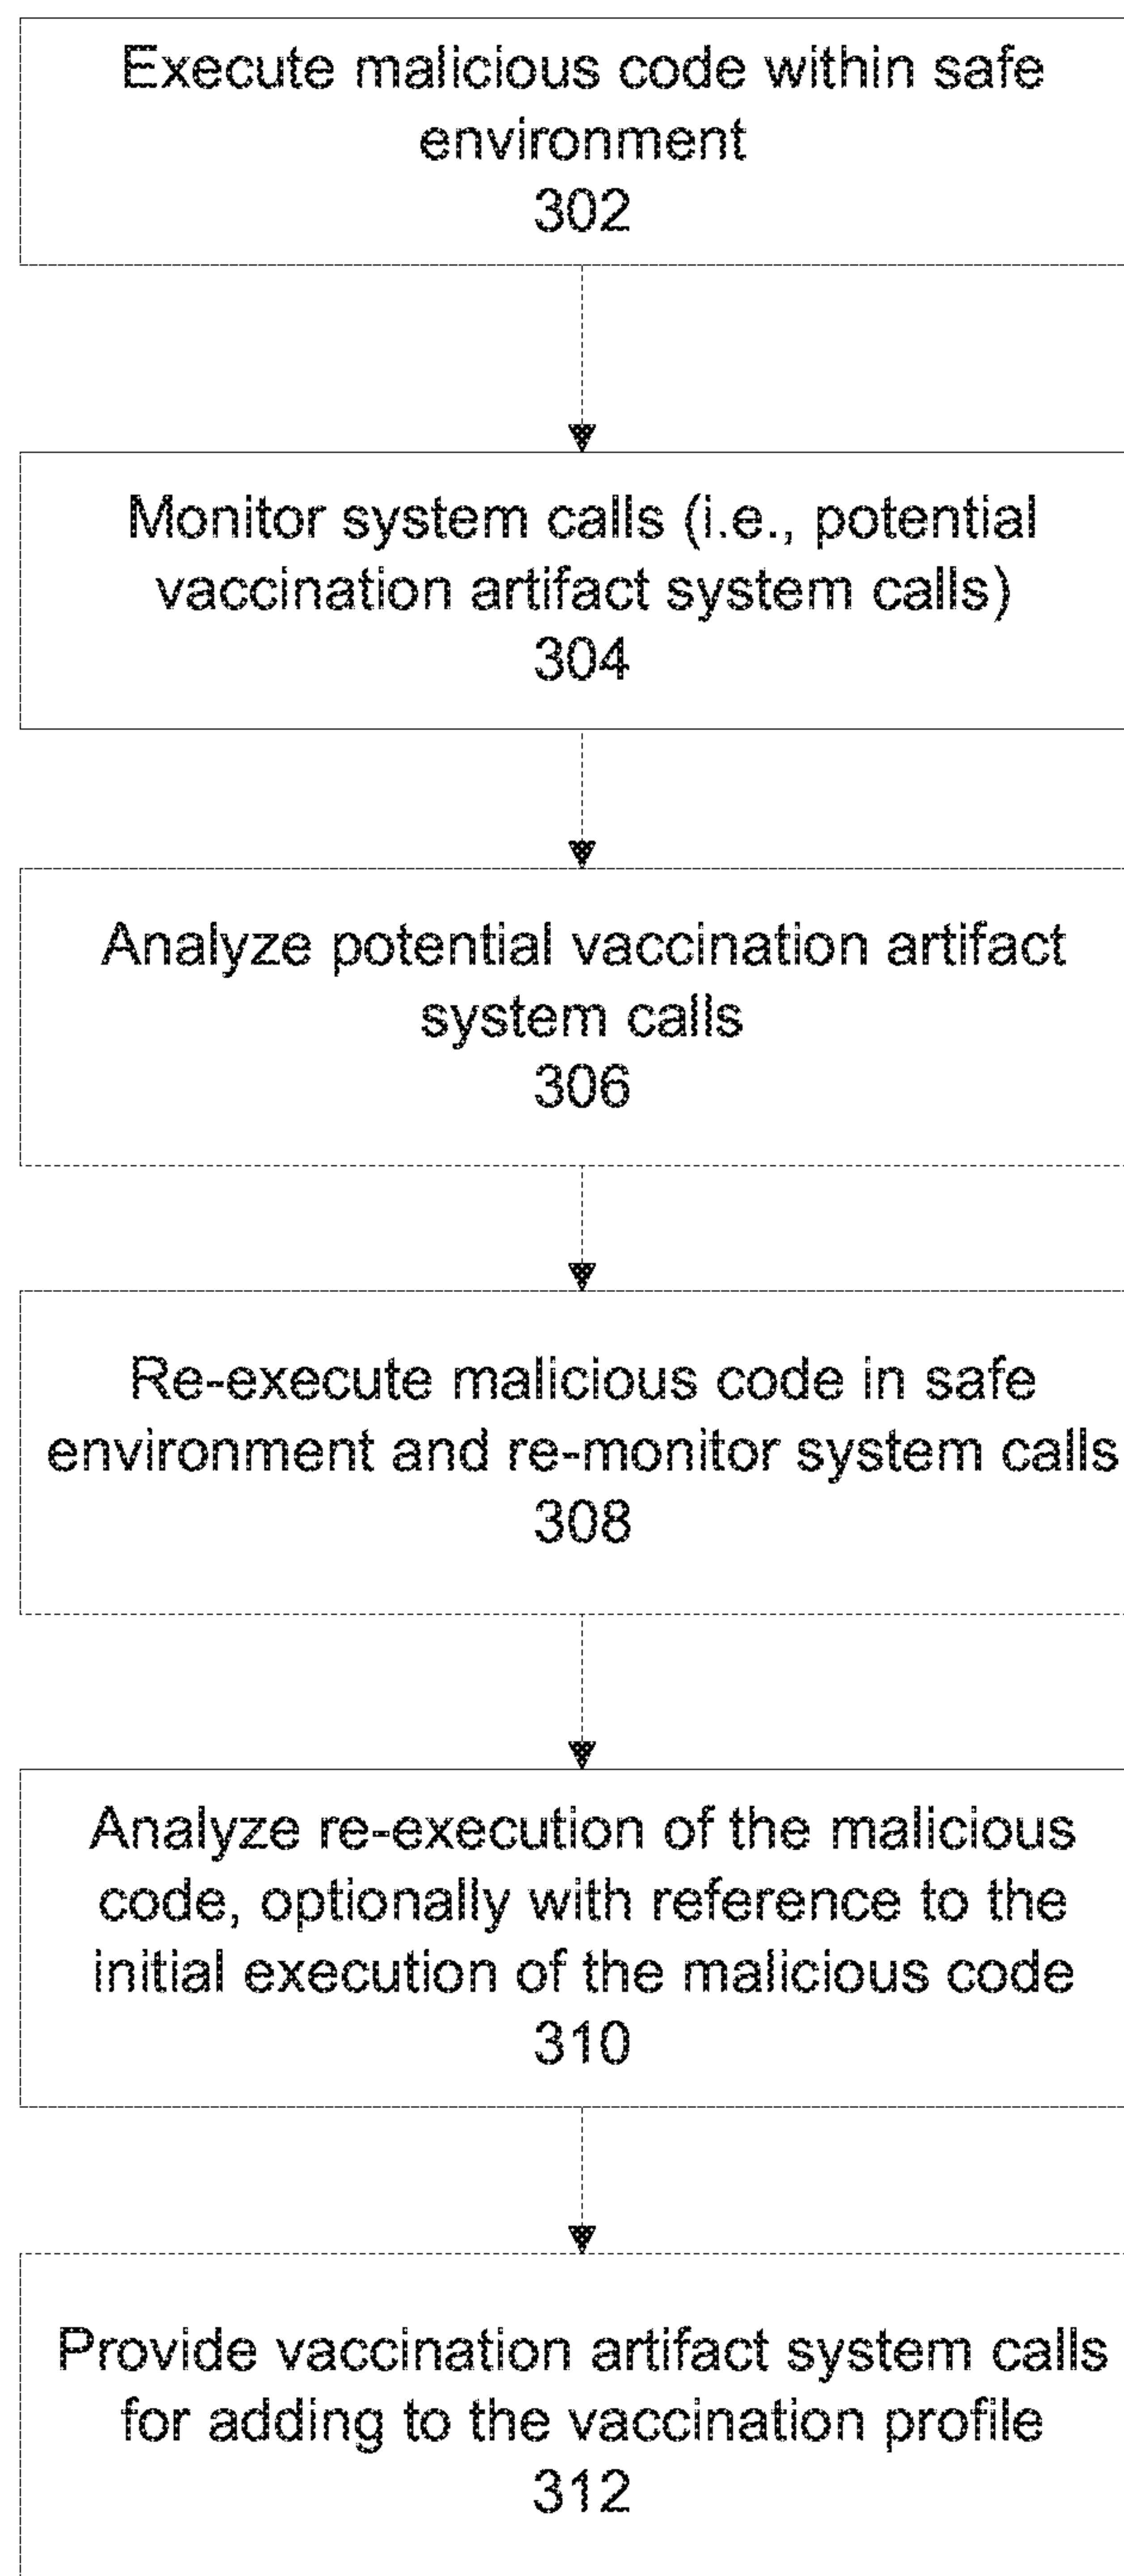 Execute malicious code within safe
environment
302
Monitor system calls (i.e., potential
vaccination artifact system calls)
304
Analyze potential vaccination artifact
system calls
306
Re-execute malicious code in safe
environment and re-monitor system calls
308
Analyze re-execution of the malicious
code, optionally with reference to the
initial execution of the malicious code
310
Provide vaccination artifact system calls
for adding to the vaccination profile
312